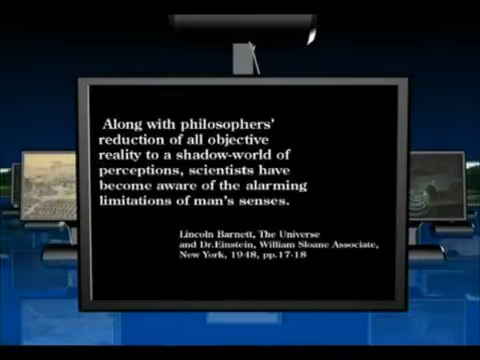 Along with philosophers'
reduction of all objective
reality to a shadow-world of
perceptions, scientists have
become aware of the alarming
limitations of man's senses.
Lincoln Barnett, The Universe
and Dr.Einstein, William Sloane Associate,
New York, 1948, pp.17-18